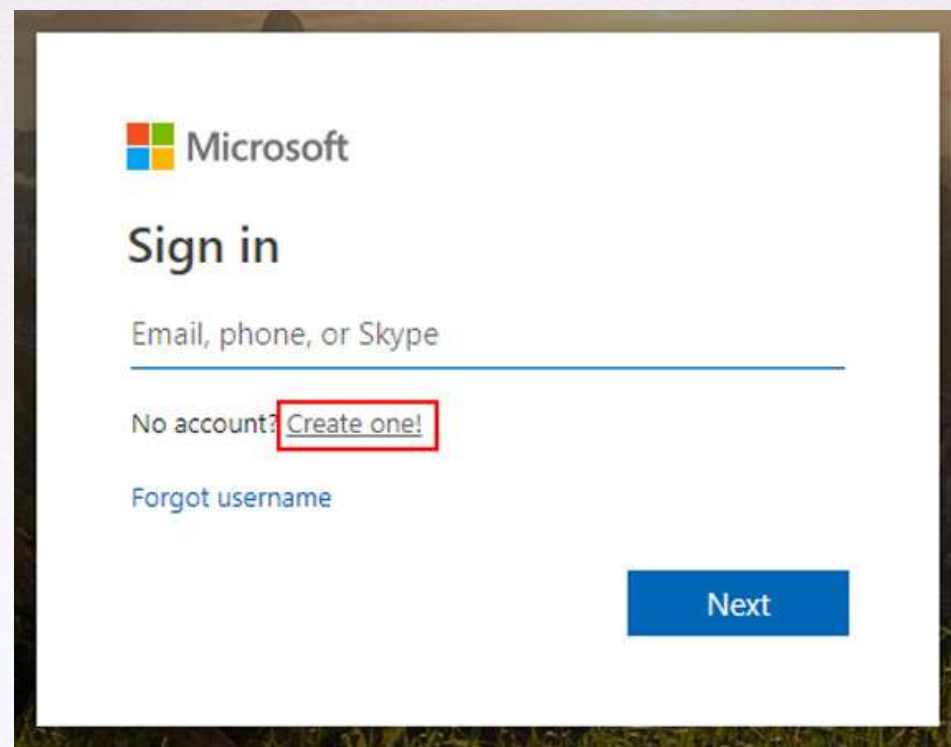 Microsoft
Sign in
Email, phone, or Skype
No account? Create one!
Forgot username
Next